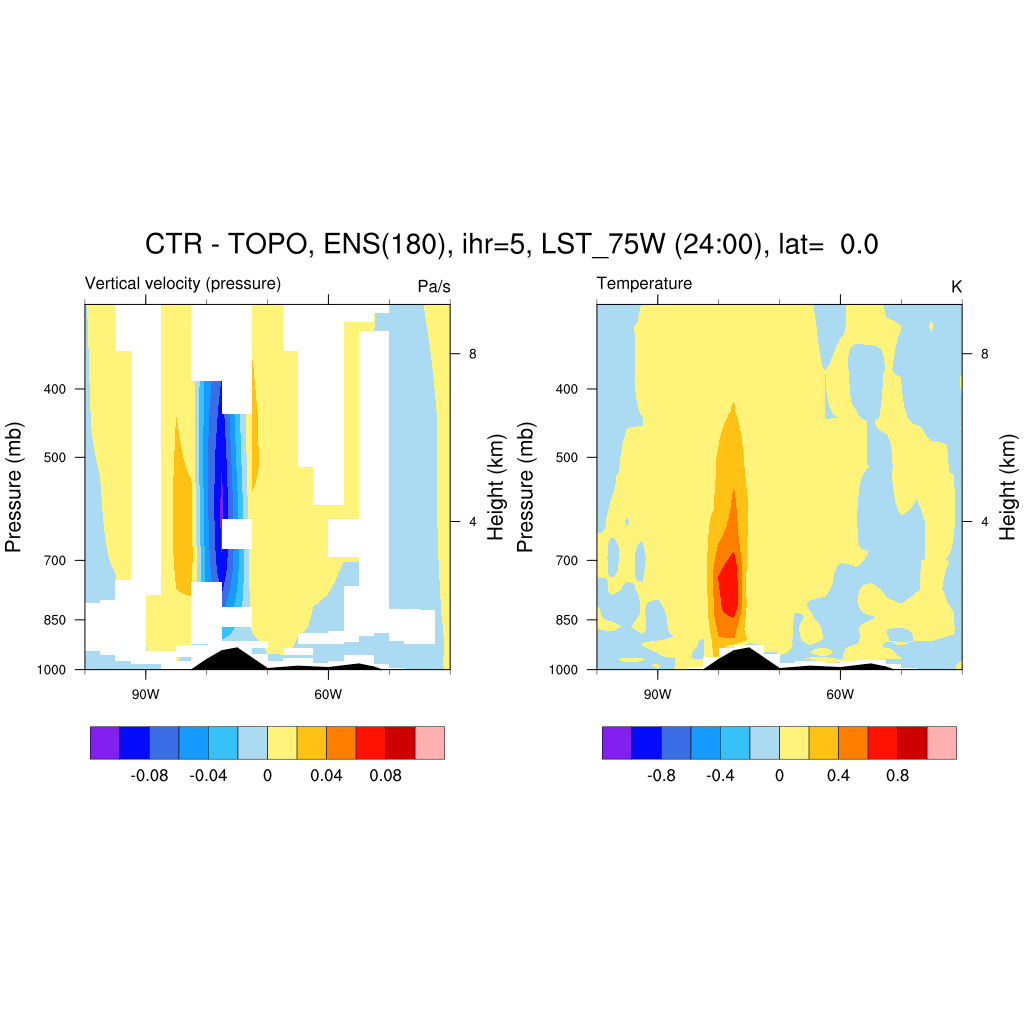 CTR - TOPO, ENS(180), ihr=5, LST_75W (24:00), lat=  0.0
Vertical velocity (pressure)
Pa/s
Pressure (mb)
400
500
700
850
1000
8
4
Height (km)
90W
60W
-0.08
-0.04
0
0.04
0.08
Temperature
K
Pressure (mb)
400
500
700
850
1000
8
4
Height (km)
90W
60W
-0.8
-0.4
0
0.4
0.8